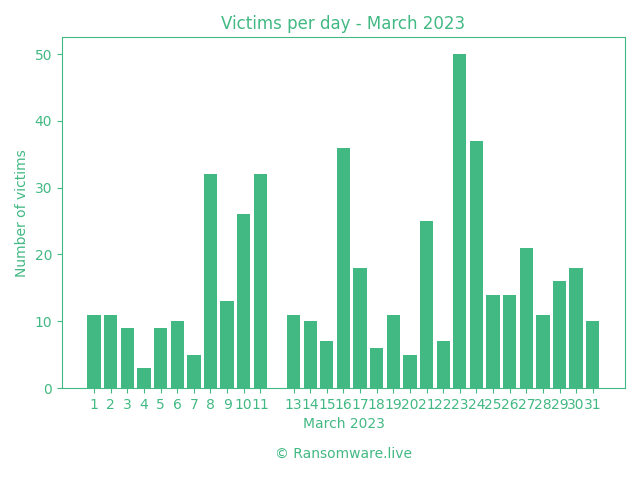 Victims per day - March 2023
Number of victims
50
40
30
20
10
0
1 2 3 4 5 6 7 8 9 10 11 13 14 15 16 17 18 19 20 21 22 23 24 25 26 27 28 29 30 31
March 2023
© Ransomware.live